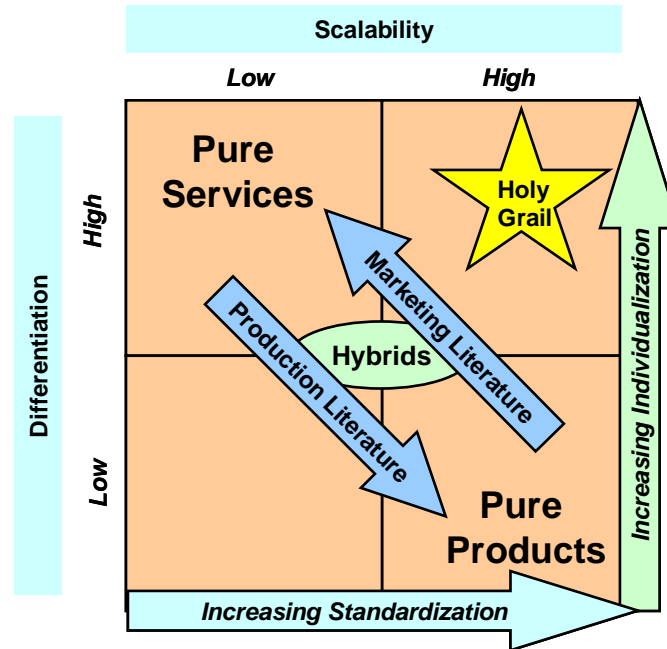 Scalability
Low
High
Pure
Services
Holy
Grail
High
Marketing Literature
Production Literature
Hybrids
Differentiation
Increasing Individualization
Low
Pure
Products
Increasing Standardization